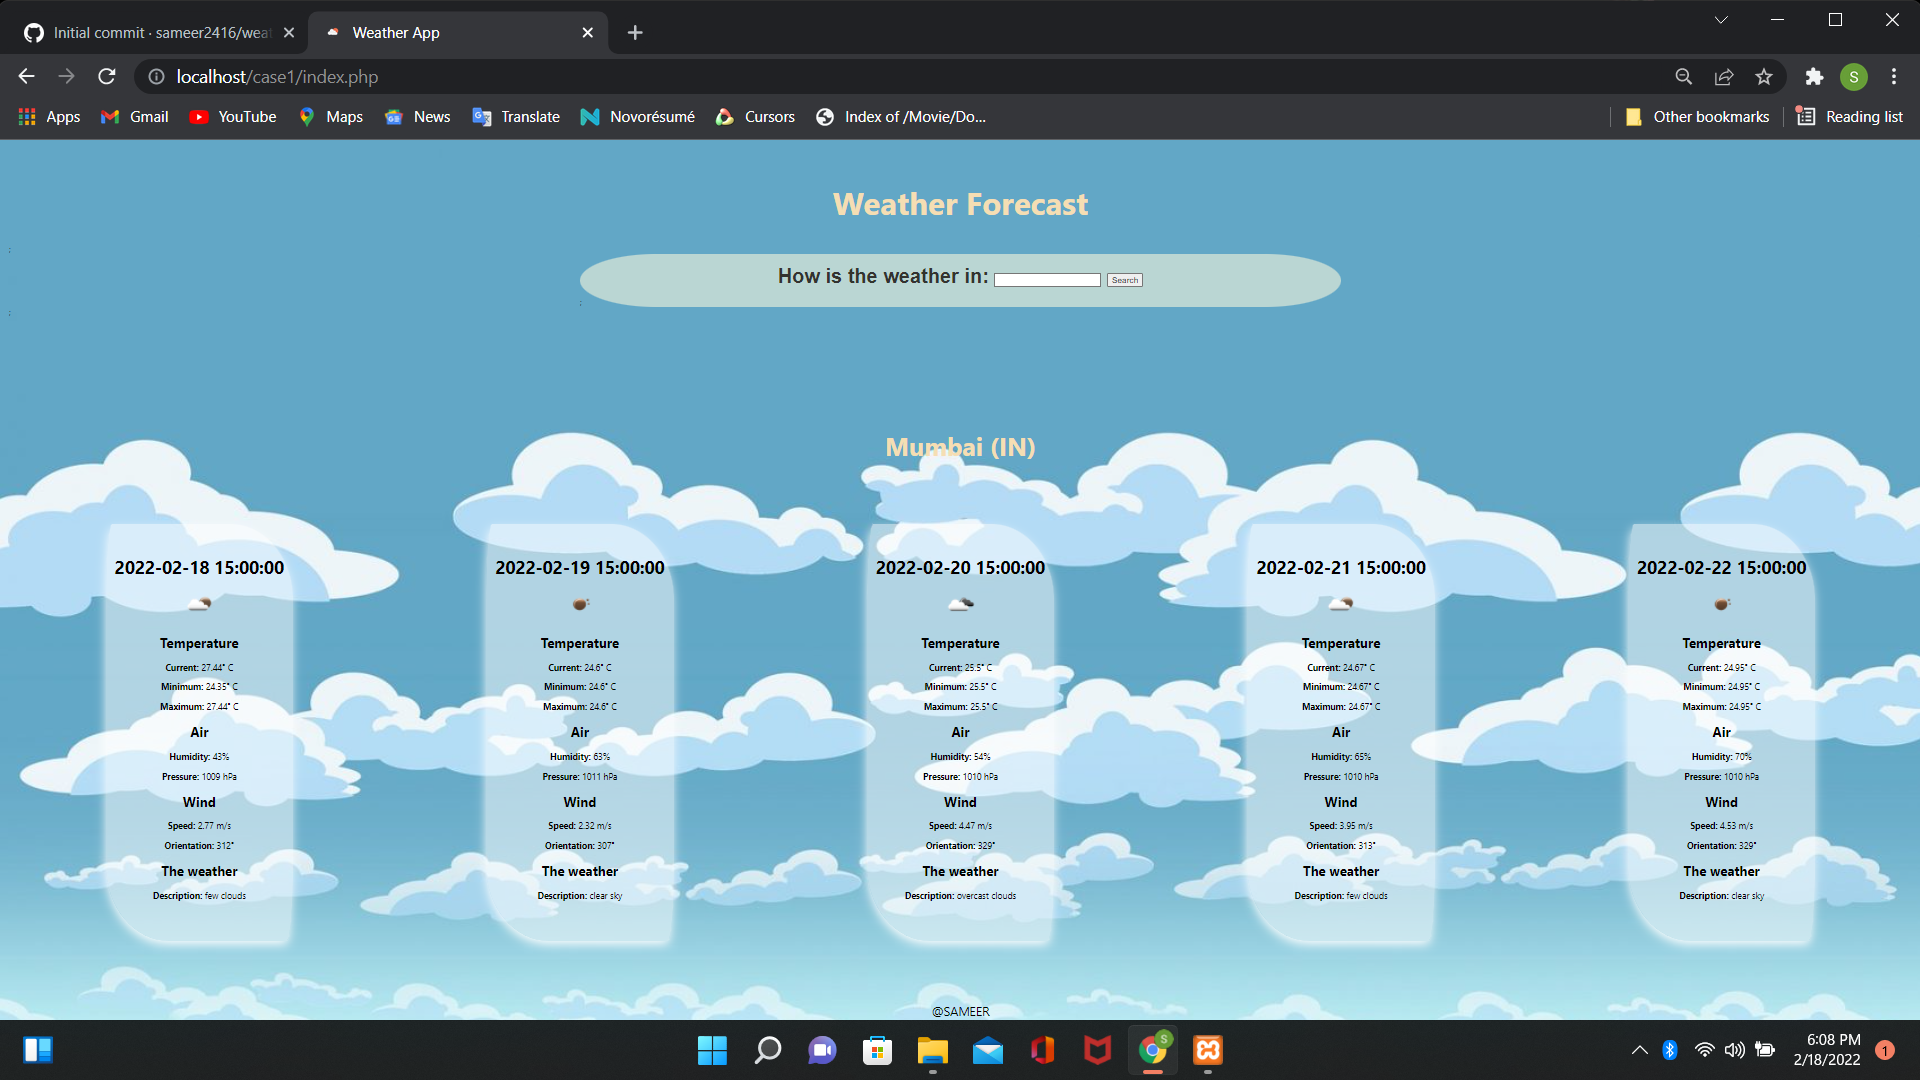 Initial commit · sameer2416/weat
Weather App
localhost/case1/index.php
Apps Gmail YouTube Maps News Translate Novorésumé Cursors Index of /Movie/Do... Other bookmarks Reading list
S
Weather Forecast
;
How is the weather in: Search
;
;
Mumbai (IN)
2022-02-18 15:00:00
Temperature
Current: 27.44° C
Minimum: 24.35° C
Maximum: 27.44° C
Air
Humidity: 43%
Pressure: 1009 hPa
Wind
Speed: 2.77 m/s
Orientation: 312°
The weather
Description: few clouds
2022-02-19 15:00:00
Temperature
Current: 24.6° C
Minimum: 24.6° C
Maximum: 24.6° C
Air
Humidity: 63%
Pressure: 1011 hPa
Wind
Speed: 2.32 m/s
Orientation: 307°
The weather
Description: clear sky
2022-02-20 15:00:00
Temperature
Current: 25.5° C
Minimum: 25.5° C
Maximum: 25.5° C
Air
Humidity: 54%
Pressure: 1010 hPa
Wind
Speed: 4.47 m/s
Orientation: 329°
The weather
Description: overcast clouds
2022-02-21 15:00:00
Temperature
Current: 24.67° C
Minimum: 24.67° C
Maximum: 24.67° C
Air
Humidity: 65%
Pressure: 1010 hPa
Wind
Speed: 3.95 m/s
Orientation: 313°
The weather
Description: few clouds
2022-02-22 15:00:00
Temperature
Current: 24.95° C
Minimum: 24.95° C
Maximum: 24.95° C
Air
Humidity: 70%
Pressure: 1010 hPa
Wind
Speed: 4.53 m/s
Orientation: 329°
The weather
Description: clear sky
@SAMEER
S
6:08 PM
2/18/2022
1